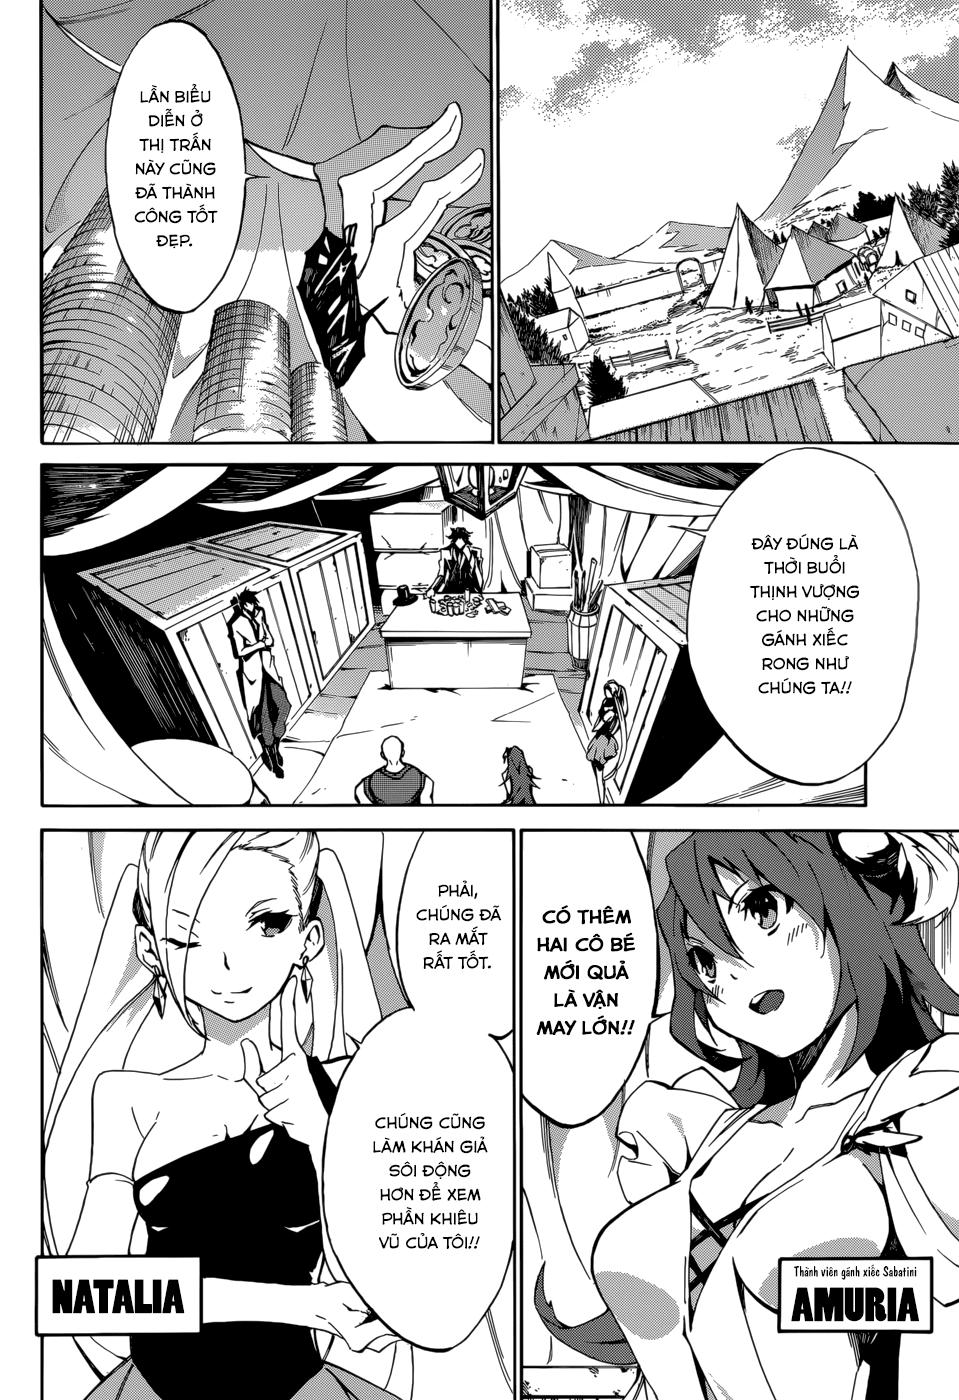 LẦN BIỂU
DIỄN Ở
THỊ TRẤN
NÀY CŨNG
ĐÃ THÀNH
CÔNG TỐT
ĐẸP.
ĐÂY ĐÚNG LÀ
THỜI BUỔI
THỊNH VƯỢNG
CHO NHỮNG
GÁNH XIẾC
RONG NHƯ
CHÚNG TA!!
PHẢI,
CHÚNG ĐÃ
RA MẮT
RẤT TỐT.
CHÚNG CŨNG
LÀM KHÁN GIẢ
SÔI ĐỘNG
HƠN ĐỂ XEM
PHẦN KHIÊU
VŨ CỦA TÔI!!
NATALIA
CÓ THÊM
HAI CÔ BÉ
MỚI QUẢ
LÀ VẬN
MAY LỚN!!
Thành viên gánh xiếc Sabatini
AMURIA